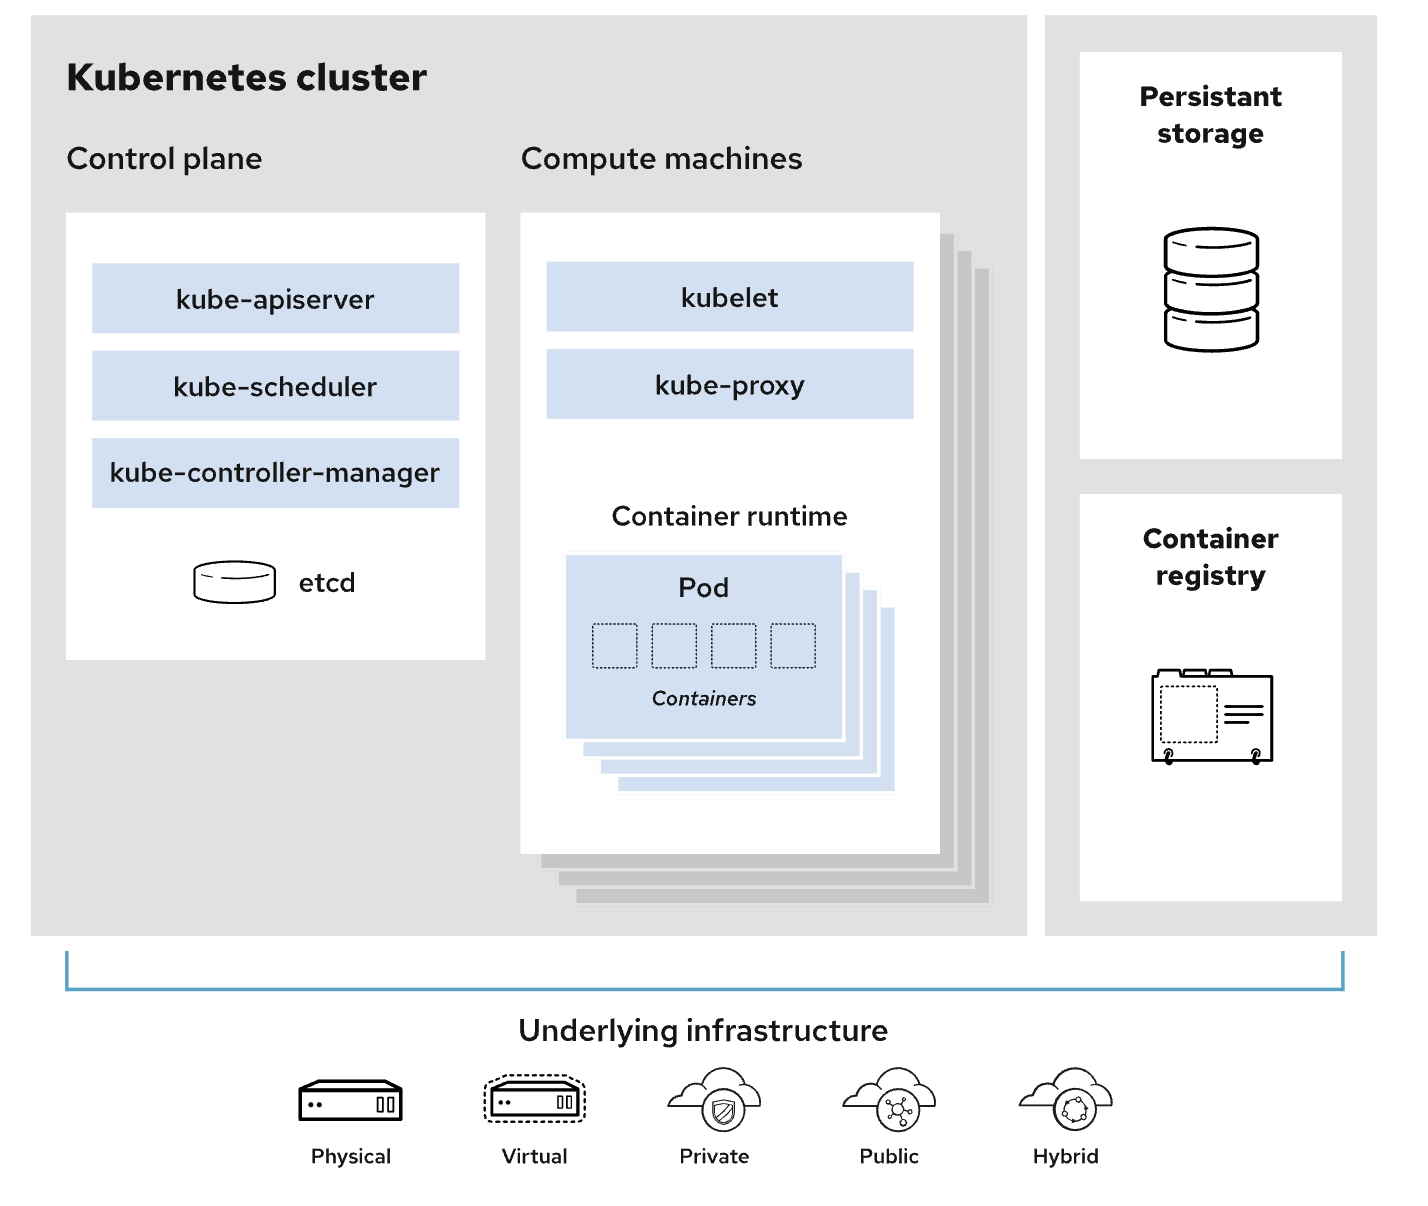 Kubernetes cluster
Control plane
kube-apiserver
kube-scheduler
kube-controller-manager
etcd
Compute machines
kubelet
kube-proxy
Container runtime
Pod
Containers
Persistant
storage
Container
registry
Underlying infrastructure
Physical
Virtual
Private
Public
Hybrid